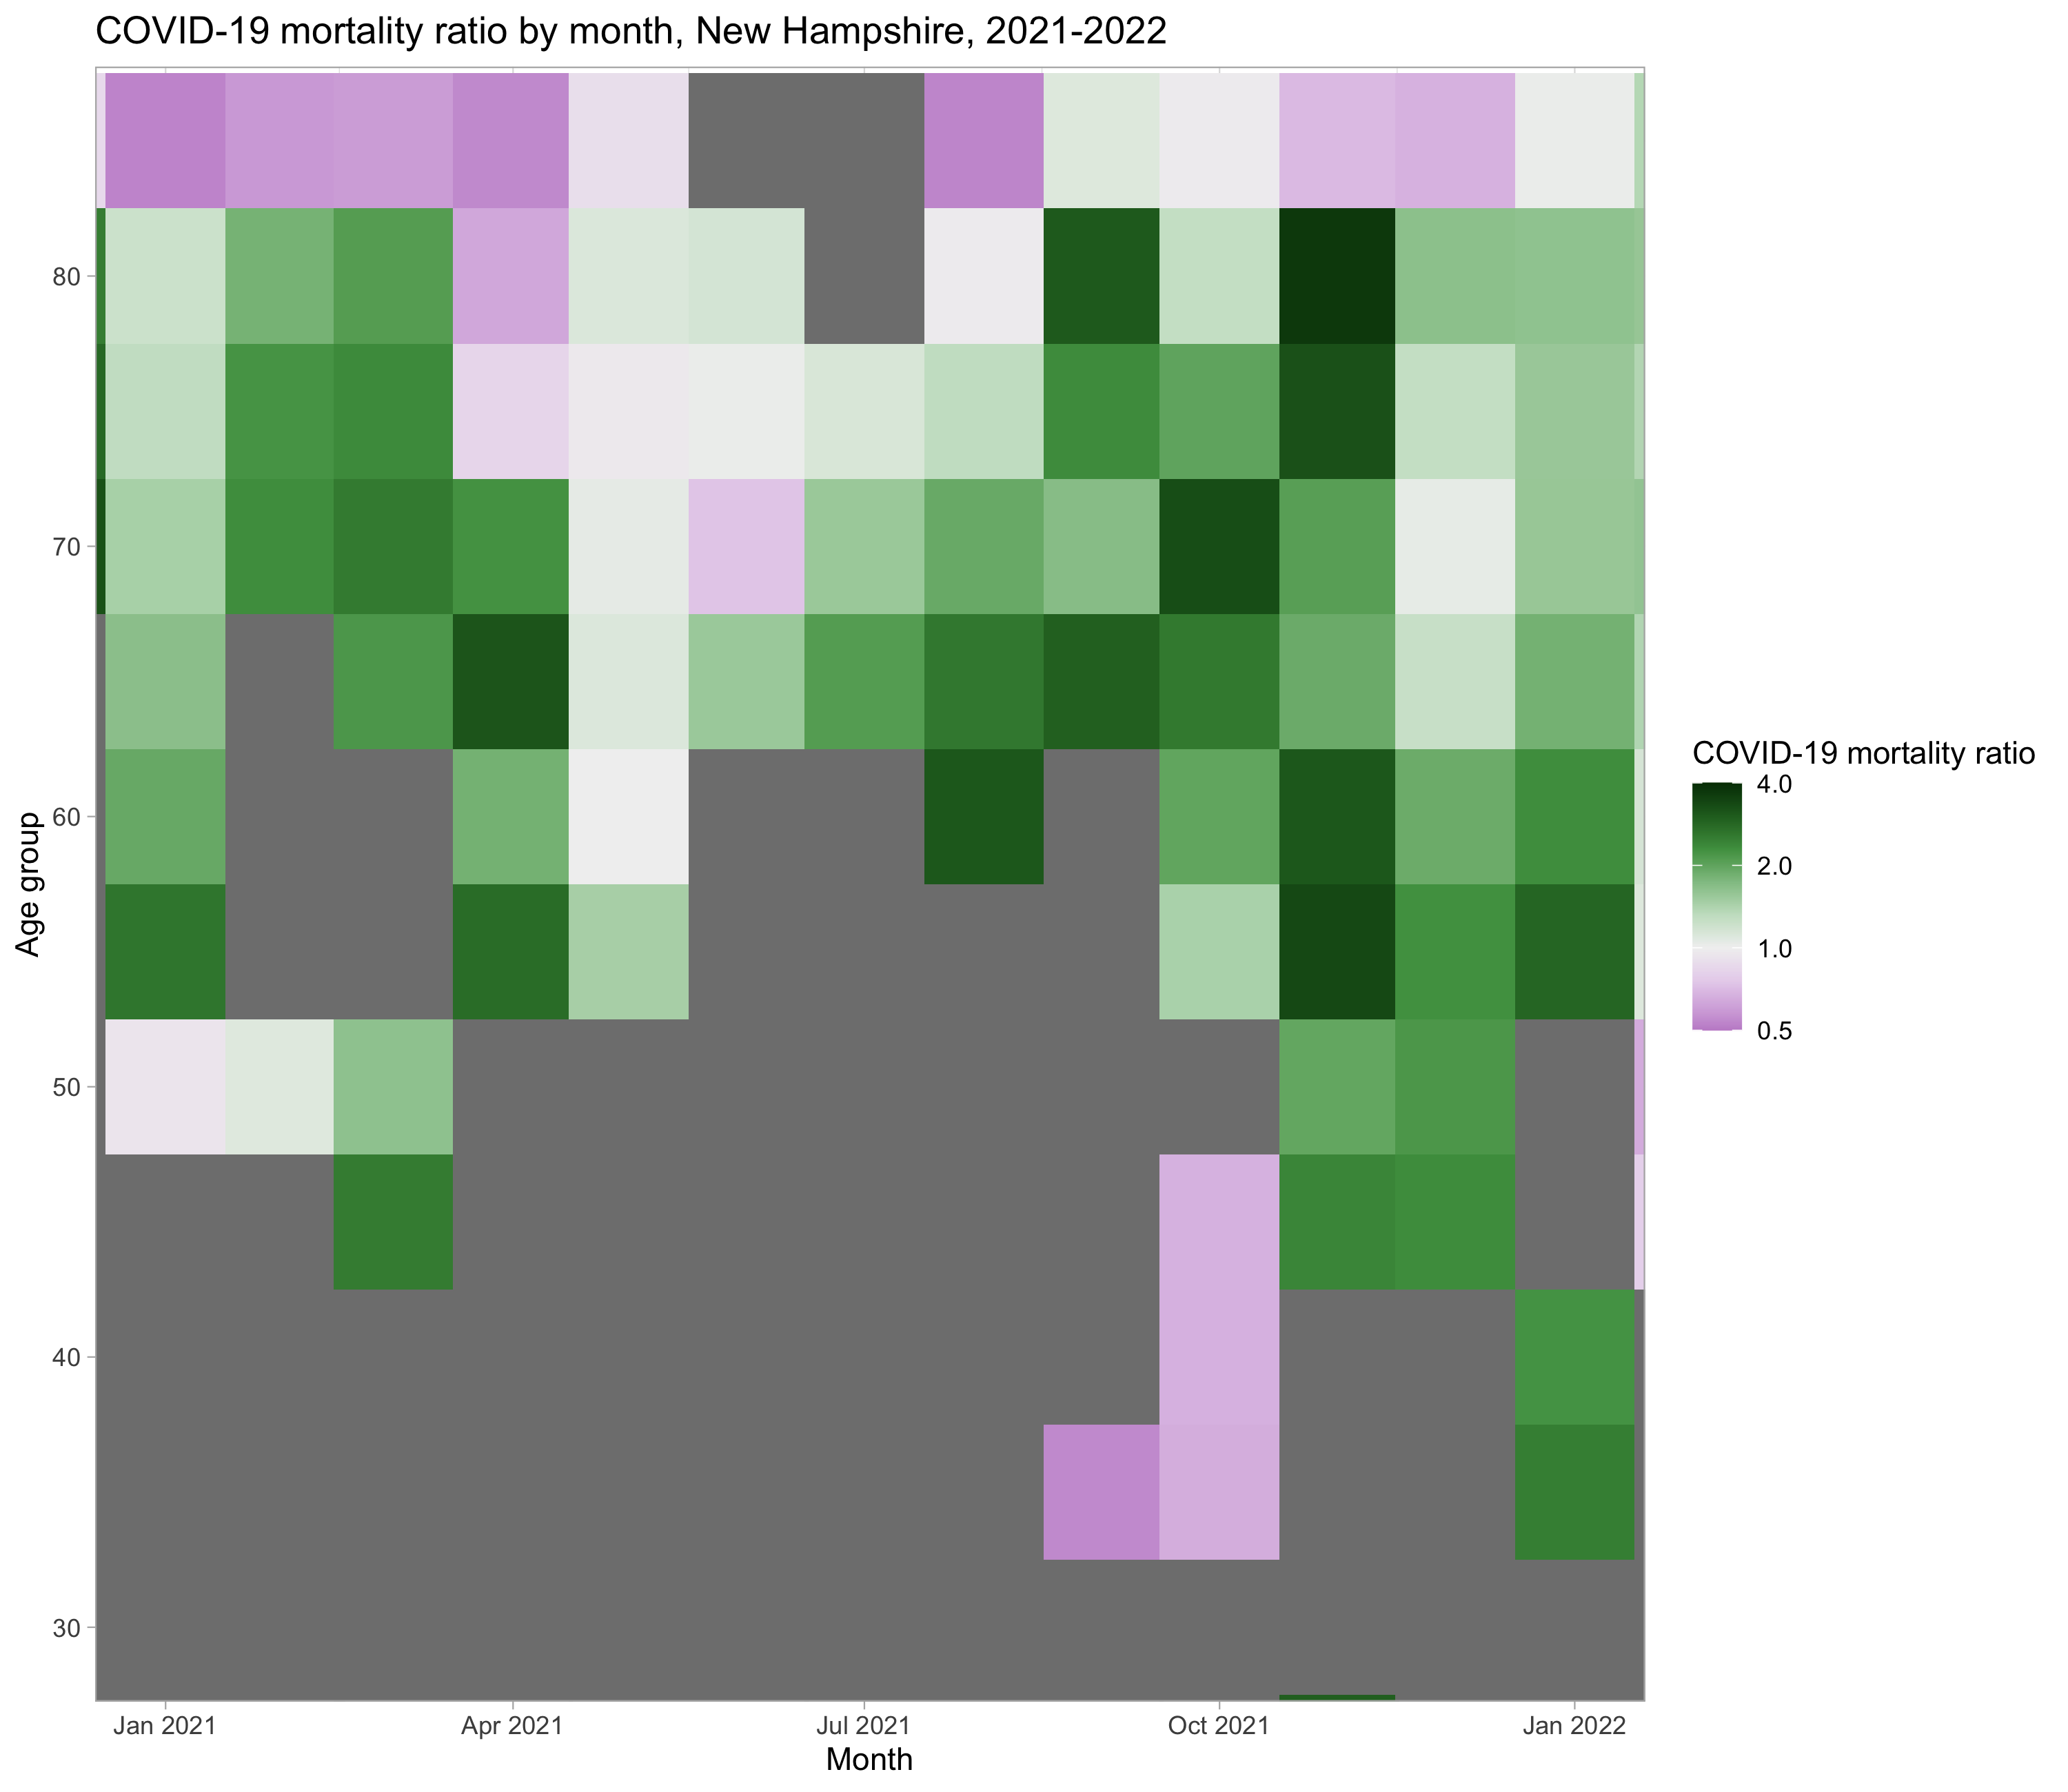 COVID-19 mortality ratio by month, New Hampshire, 2021-2022
Age group
80
70
60
50
40
30
Jan 2021
Apr 2021
Jul 2021
Oct 2021
Jan 2022
Month
COVID-19 mortality ratio
4.0
2.0
1.0
0.5